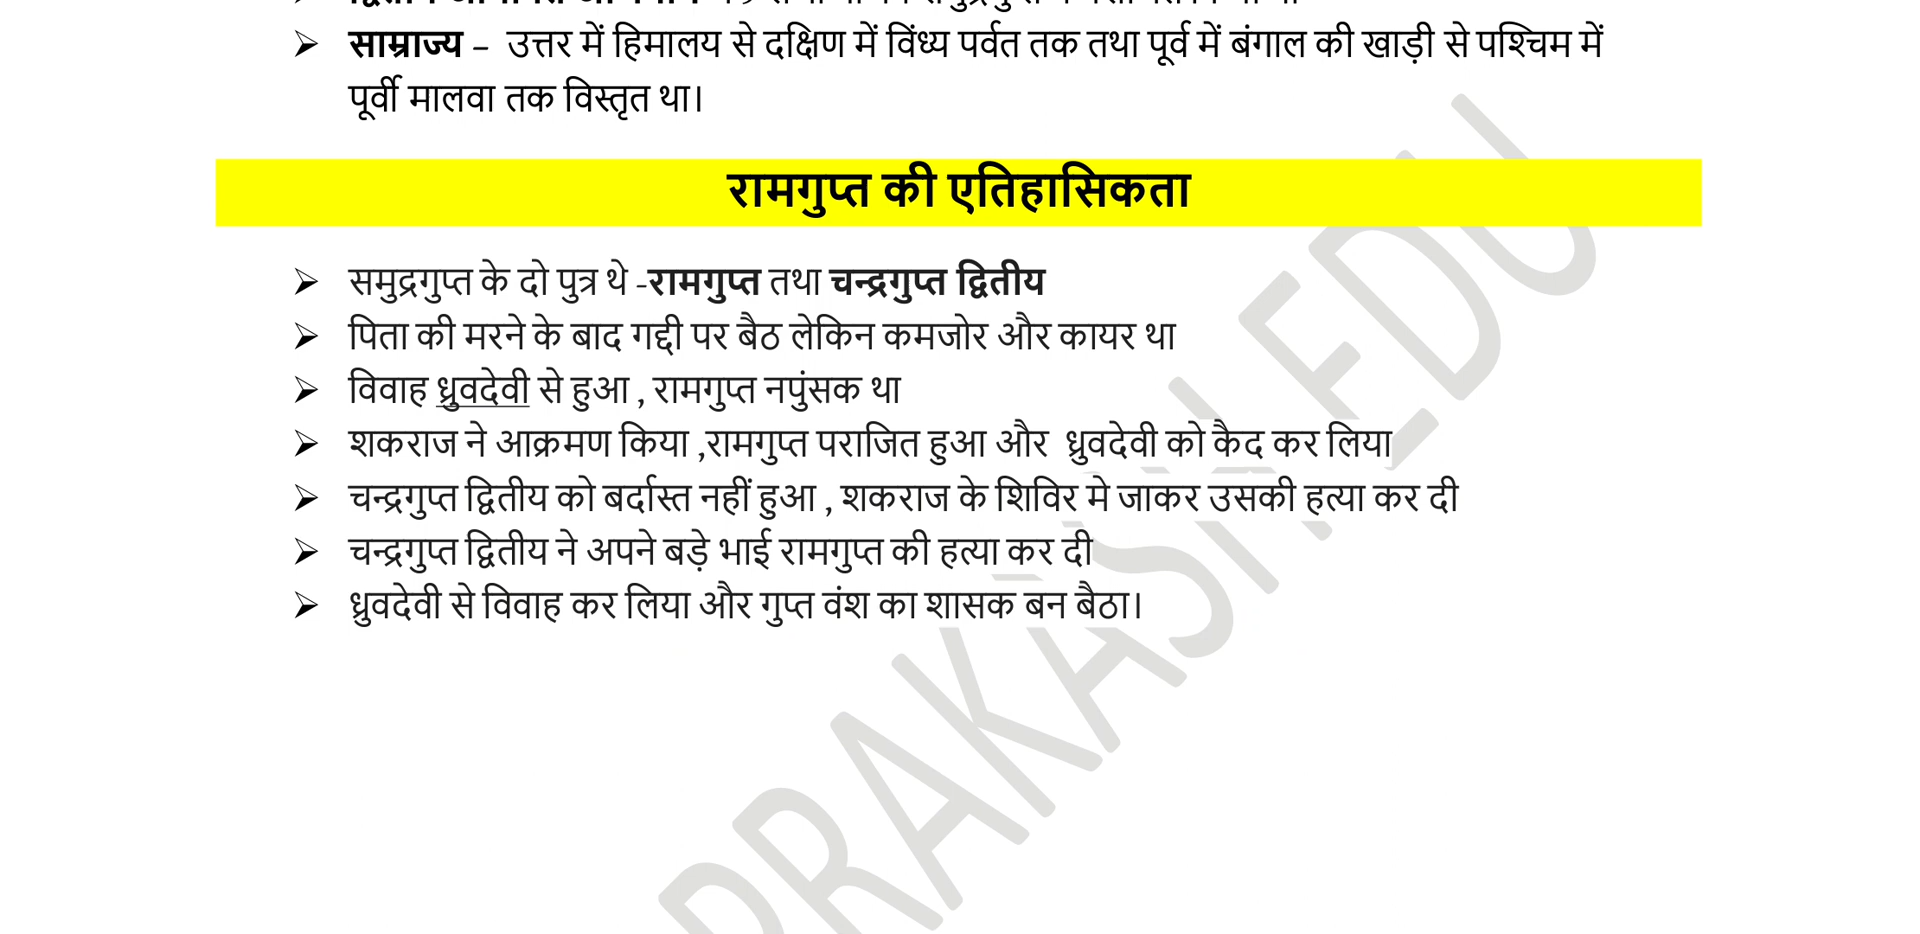 ➢ साम्राज्य – उत्तर में हिमालय से दक्षिण में विंध्य पर्वत तक तथा पूर्व में बंगाल की खाड़ी से पश्चिम में
पूर्वी मालवा तक विस्तृत था।
रामगुप्त की एतिहासिकता
➢ समुद्रगुप्त के दो पुत्र थे -रामगुप्त तथा चन्द्रगुप्त द्वितीय
➢ पिता की मरने के बाद गद्दी पर बैठ लेकिन कमजोर और कायर था
➢ विवाह ध्रुवदेवी से हुआ , रामगुप्त नपुंसक था
➢ शकराज ने आक्रमण किया ,रामगुप्त पराजित हुआ और ध्रुवदेवी को कैद कर लिया
➢ चन्द्रगुप्त द्वितीय को बर्दास्त नहीं हुआ , शकराज के शिविर मे जाकर उसकी हत्या कर दी
➢ चन्द्रगुप्त द्वितीय ने अपने बड़े भाई रामगुप्त की हत्या कर दी
➢ ध्रुवदेवी से विवाह कर लिया और गुप्त वंश का शासक बन बैठा।
PRAKASH EDU